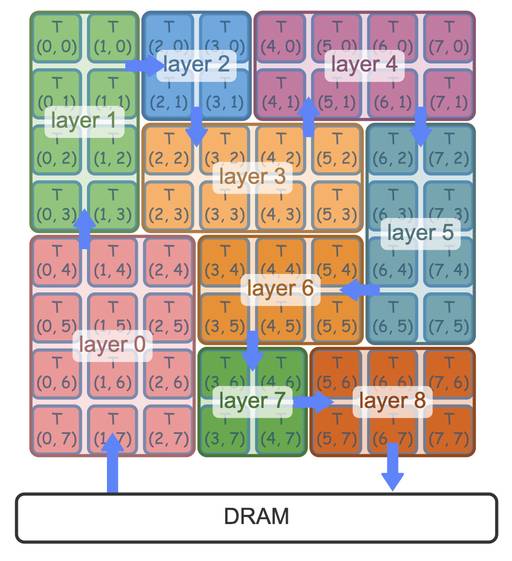 T T T T T T T T
(0, 0) (1, 0) (2, 0) (3, 0) (4, 0) (5, 0) (6, 0) (7, 0)
layer 2 layer 4
T T T T T T T T
(0, 1) (1, 1) (2, 1) (3, 1) (4, 1) (5, 1) (6, 1) (7, 1)
layer 1
T T T T T T T T
(0, 2) (1, 2) (2, 2) (3, 2) (4, 2) (5, 2) (6, 2) (7, 2)
layer 3
T T T T T T T T
(0, 3) (1, 3) (2, 3) (3, 3) (4, 3) (5, 3) (6, 3) (7, 3)
layer 5
T T T T T T T T
(0, 4) (1, 4) (2, 4) (3, 4) (4, 4) (5, 4) (6, 4) (7, 4)
layer 6
T T T T T T T T
(0, 5) (1, 5) (2, 5) (3, 5) (4, 5) (5, 5) (6, 5) (7, 5)
layer 0
T T T T T T T T
(0, 6) (1, 6) (2, 6) (3, 6) (4, 6) (5, 6) (6, 6) (7, 6)
layer 7 layer 8
T T T T T T T T
(0, 7) (1, 7) (2, 7) (3, 7) (4, 7) (5, 7) (6, 7) (7, 7)
DRAM